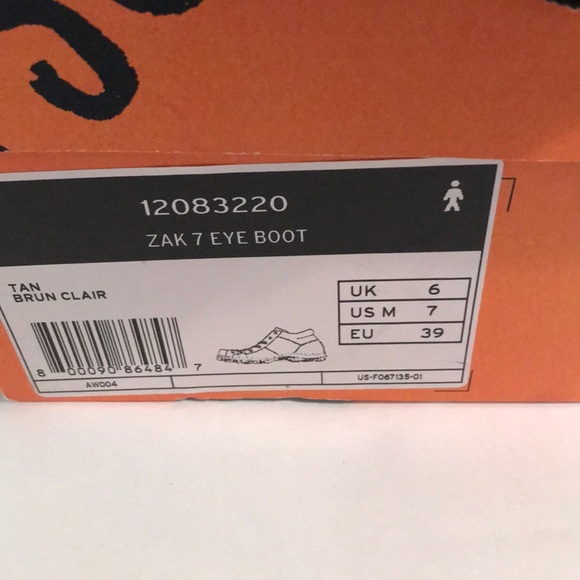 12083220
ZAK 7 EYE BOOT
TAN
BRUN CLAIR
UK 6
US M 7
EU 39
8 00090 86484 7
AW004
US-F067135-01